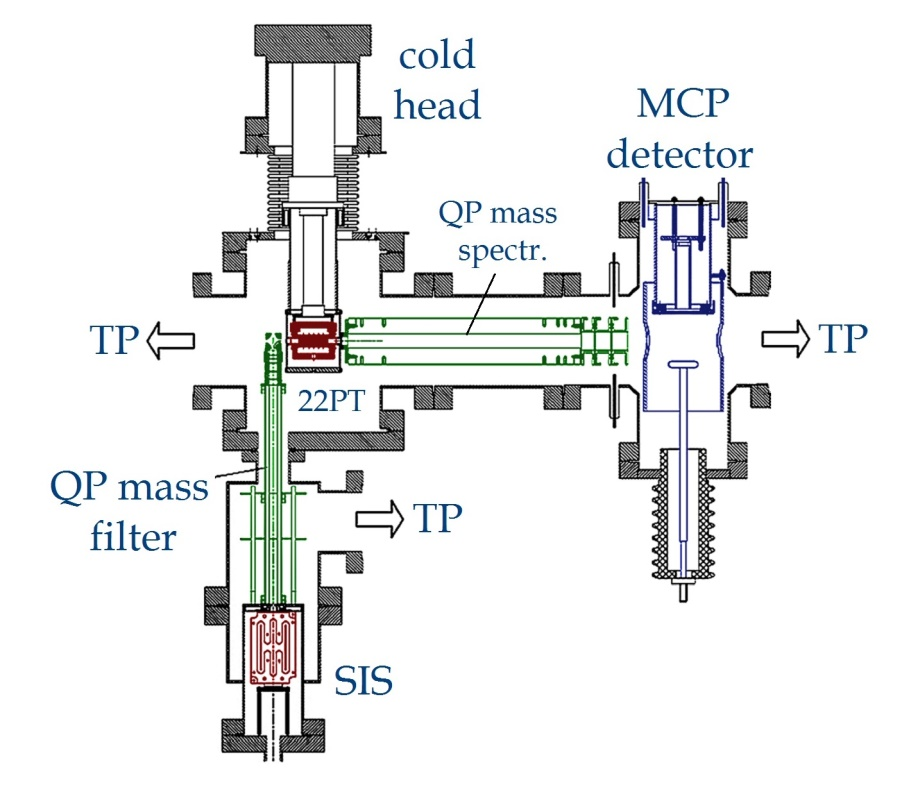 cold
head
MCP
detector
QP mass
spectr.
TP
TP
22PT
QP mass
filter
TP
SIS